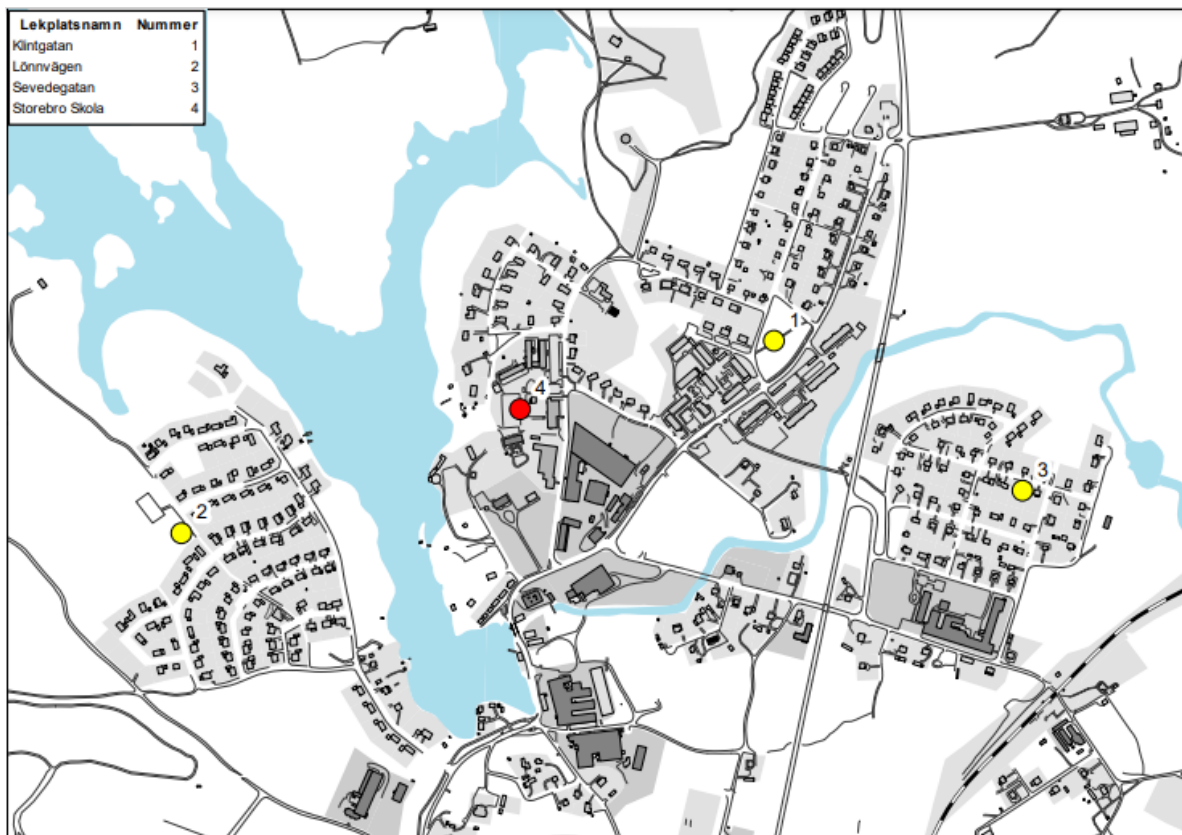 Lekplatsnamn Nummer
Klintgatan 1
Lönnvägen 2
Sevedegatan 3
Storebro Skola 4
1
4
3
2